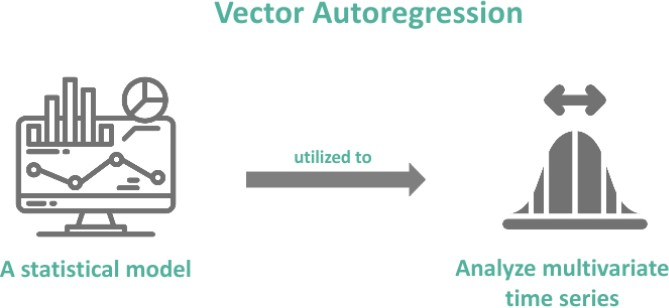 Vector Autoregression
utilized to
A statistical model
Analyze multivariate
time series